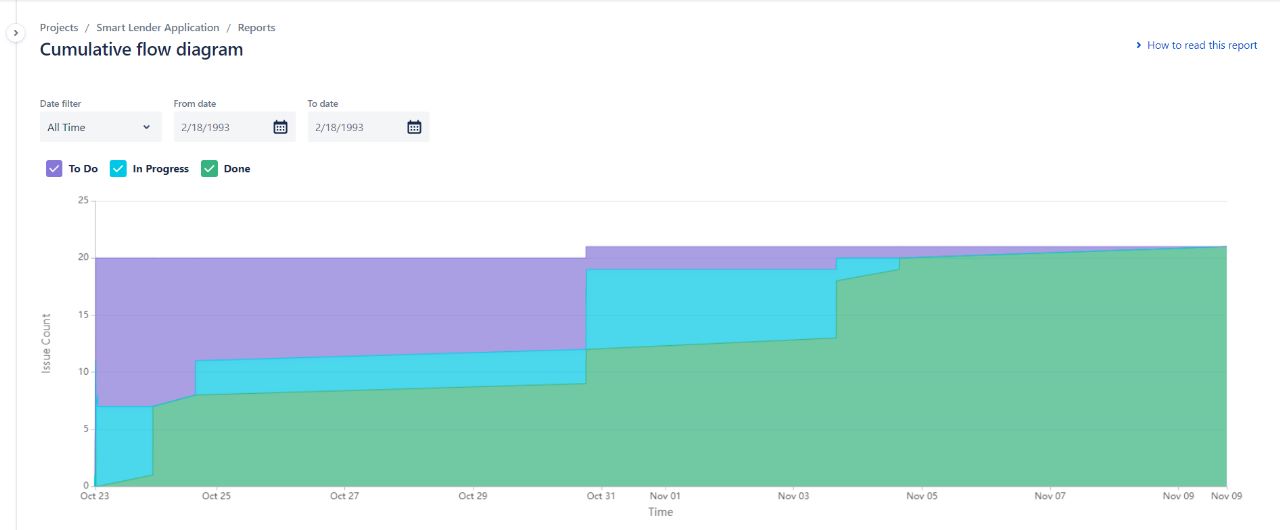 Projects / Smart Lender Application / Reports
Cumulative flow diagram
How to read this report
Date filter From date To date
All Time 2/18/1993 2/18/1993
To Do In Progress Done
25
20
15
10
5
0
Issue Count
Oct 23 Oct 25 Oct 27 Oct 29 Oct 31 Nov 01 Nov 03 Nov 05 Nov 07 Nov 09 Nov 09
Time